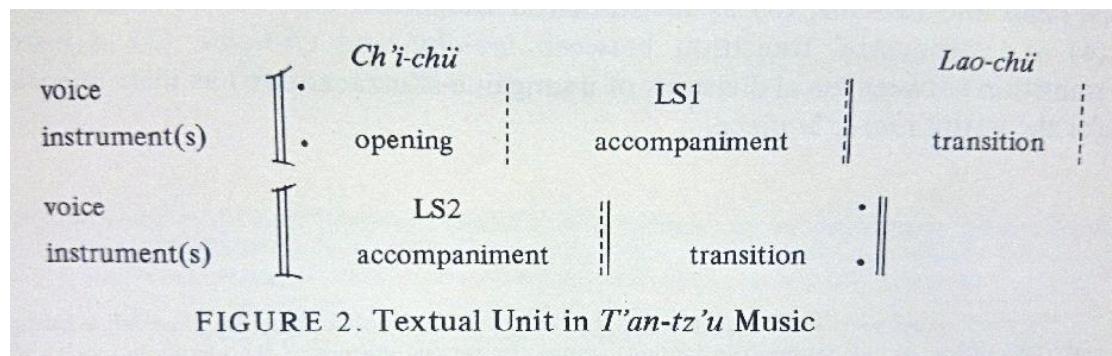 Ch'i-chü Lao-chü
voice LS1
instrument(s) opening accompaniment transition
voice LS2
instrument(s) accompaniment transition
FIGURE 2. Textual Unit in T'an-tz'u Music